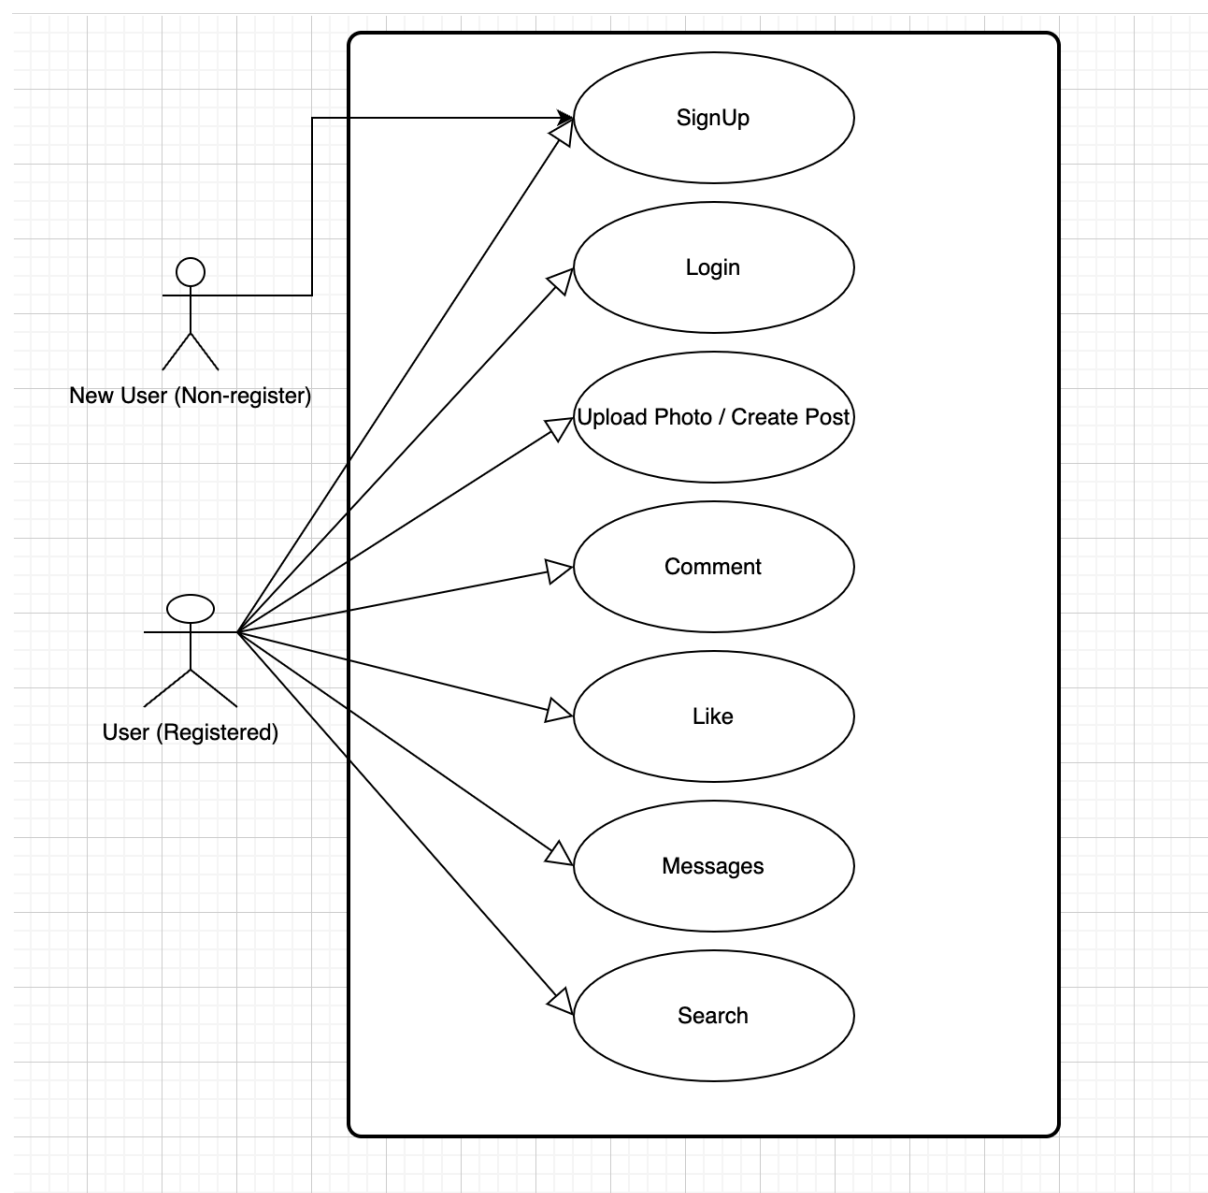 SignUp
Login
New User (Non-register)
Upload Photo / Create Post
Comment
User (Registered)
Like
Messages
Search